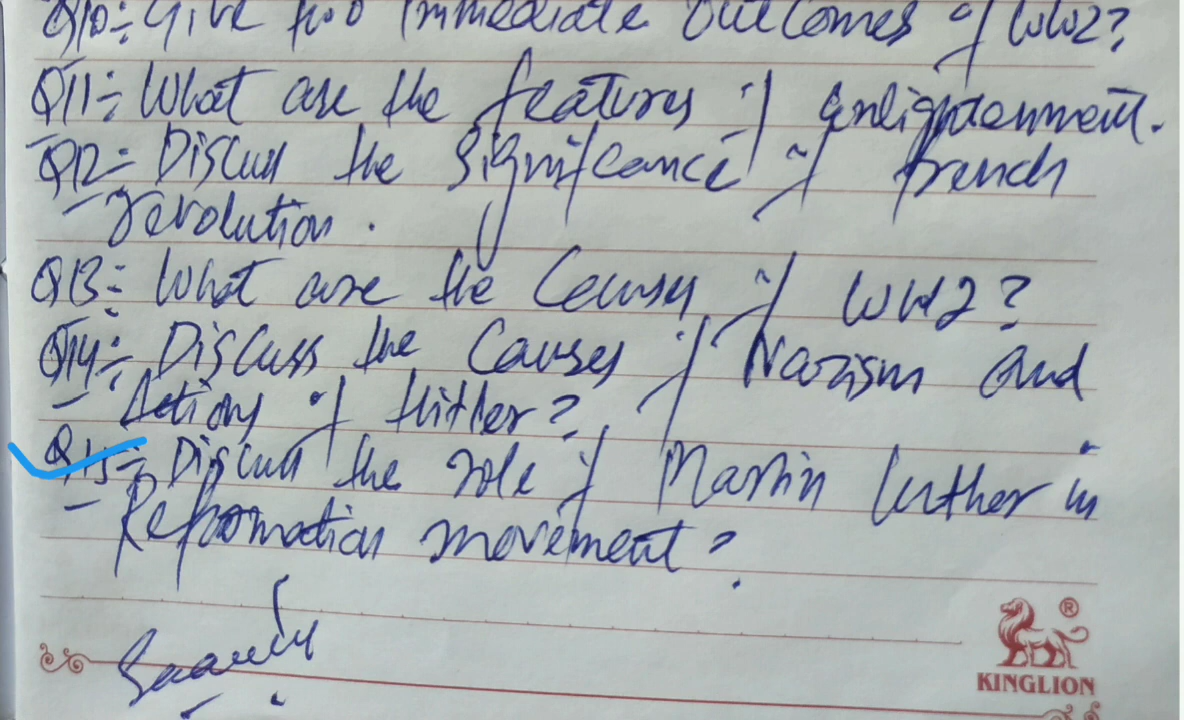 Q10:- Give two immediate outcomes of WW2?
Q11:- What are the features of enlightenment.
Q12:- Discuss the significance of french
revolution.
Q13:- What are the Causes of WW2?
Q14:- Discuss the Causes of Nazism and
Actions of Hitler?
Q15:- Discuss the role of Martin luther in
Reformation movement?
®
KINGLION